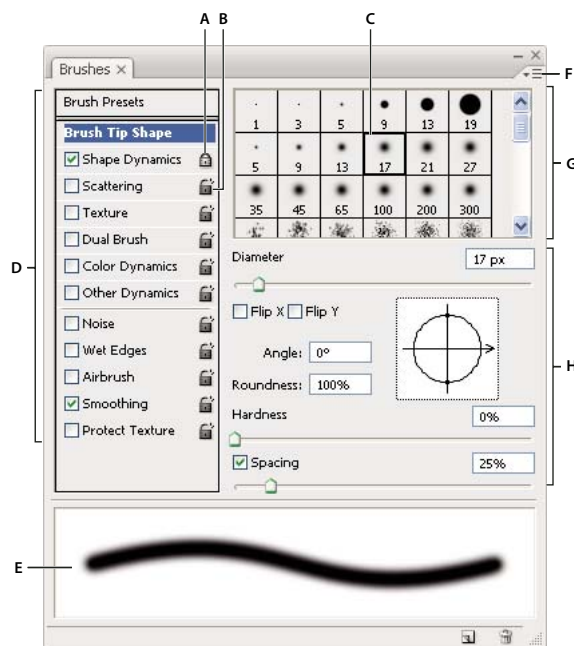 A B C
Brushes
F
Brush Presets
Brush Tip Shape
Shape Dynamics
Scattering
Texture
Dual Brush
Color Dynamics
Other Dynamics
Noise
Wet Edges
Airbrush
Smoothing
Protect Texture
D
1 3 5 9 13 19
5 9 13 17 21 27
35 45 65 100 200 300
G
Diameter 17 px
Flip X Flip Y
Angle: 0º
Roundness: 100%
Hardness 0%
Spacing 25%
H
E